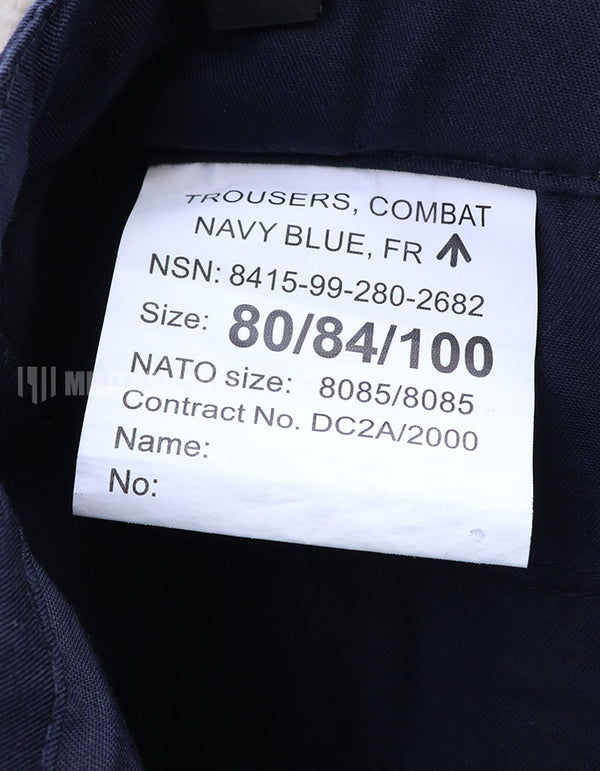 TROUSERS, COMBAT
NAVY BLUE, FR
NSN: 8415-99-280-2682
Size: 80/84/100
NATO size: 8085/8085
Contract No. DC2A/2000
Name:
No: